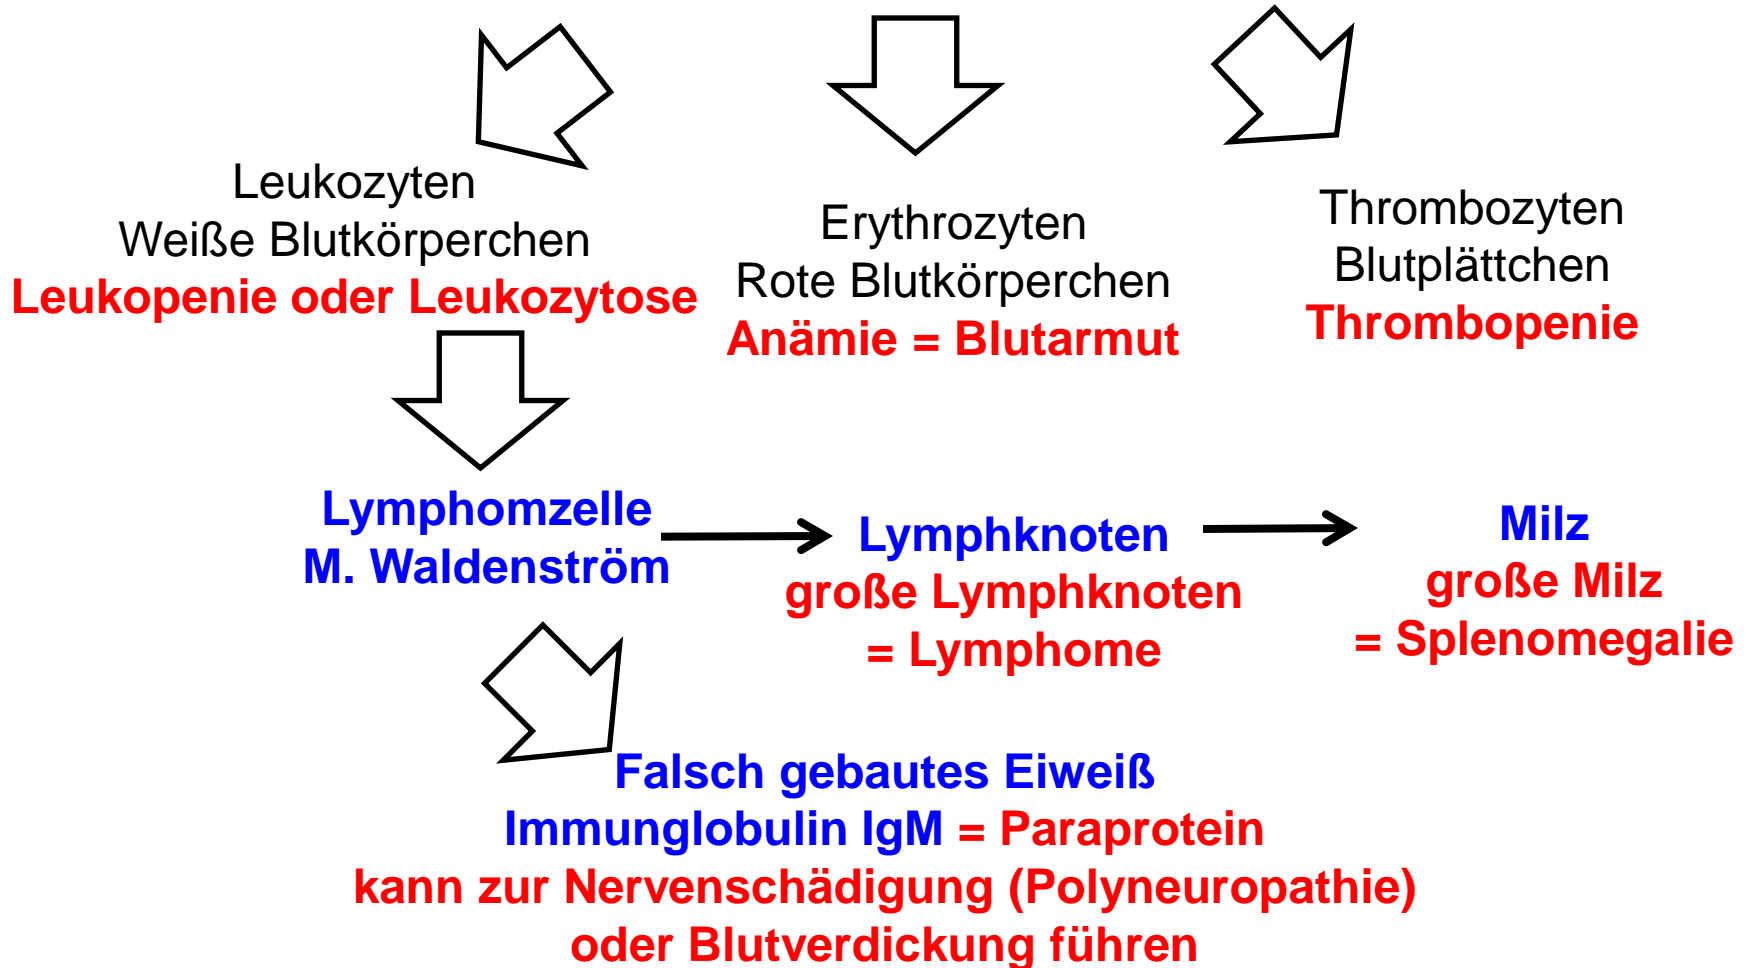 Leukozyten
Weiße Blutkörperchen
Leukopenie oder Leukozytose
Erythrozyten
Rote Blutkörperchen
Anämie = Blutarmut
Thrombozyten
Blutplättchen
Thrombopenie
Lymphomzelle
M. Waldenström
Lymphknoten
große Lymphknoten
= Lymphome
Milz
große Milz
= Splenomegalie
Falsch gebautes Eiweiß
Immunglobulin IgM = Paraprotein
kann zur Nervenschädigung (Polyneuropathie)
oder Blutverdickung führen